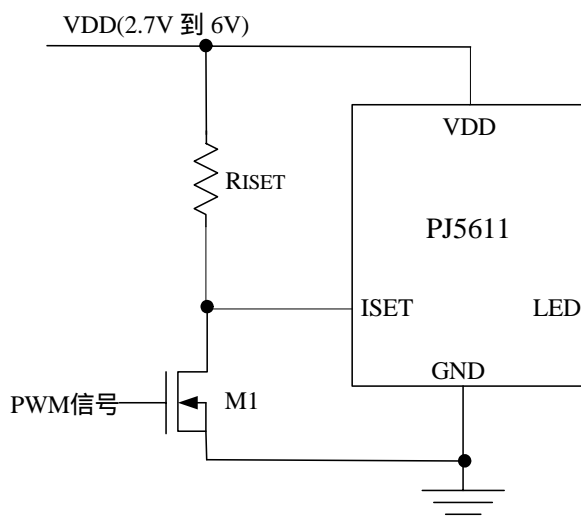 VDD(2.7V 到 6V)
VDD
RISET
PJ5611
ISET
LED
GND
PWM信号
M1